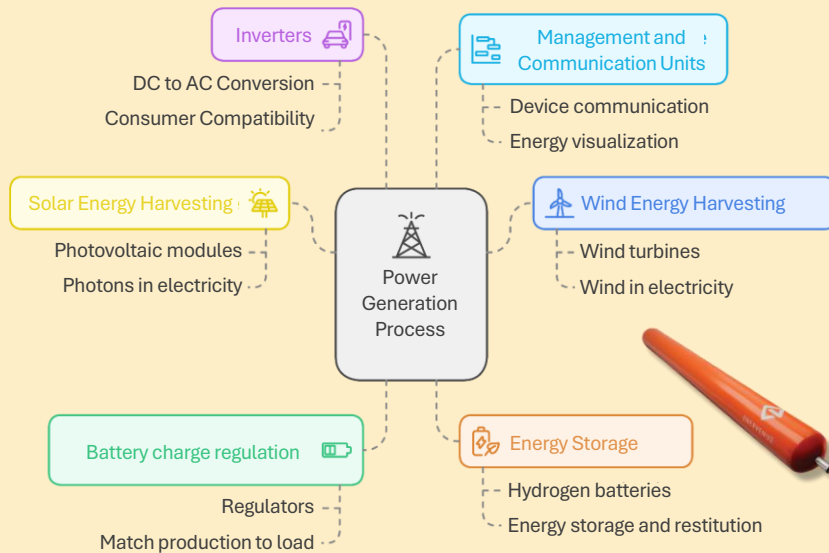 Inverters
DC to AC Conversion
Consumer Compatibility
Management and
Communication Units
Device communication
Energy visualization
Solar Energy Harvesting
Photovoltaic modules
Photons in electricity
Power
Generation
Process
Wind Energy Harvesting
Wind turbines
Wind in electricity
Battery charge regulation
Regulators
Match production to load
Energy Storage
Hydrogen batteries
Energy storage and restitution